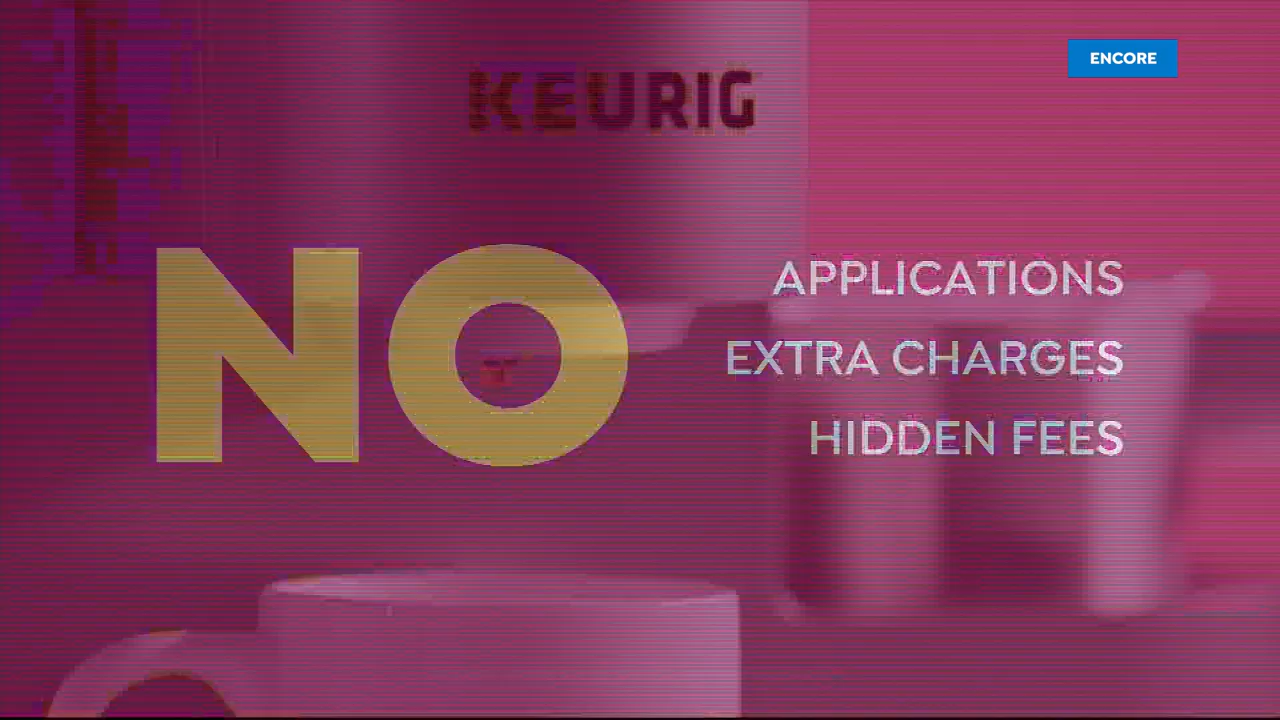 ENCORE
KEURIG
NO
APPLICATIONS
EXTRA CHARGES
HIDDEN FEES